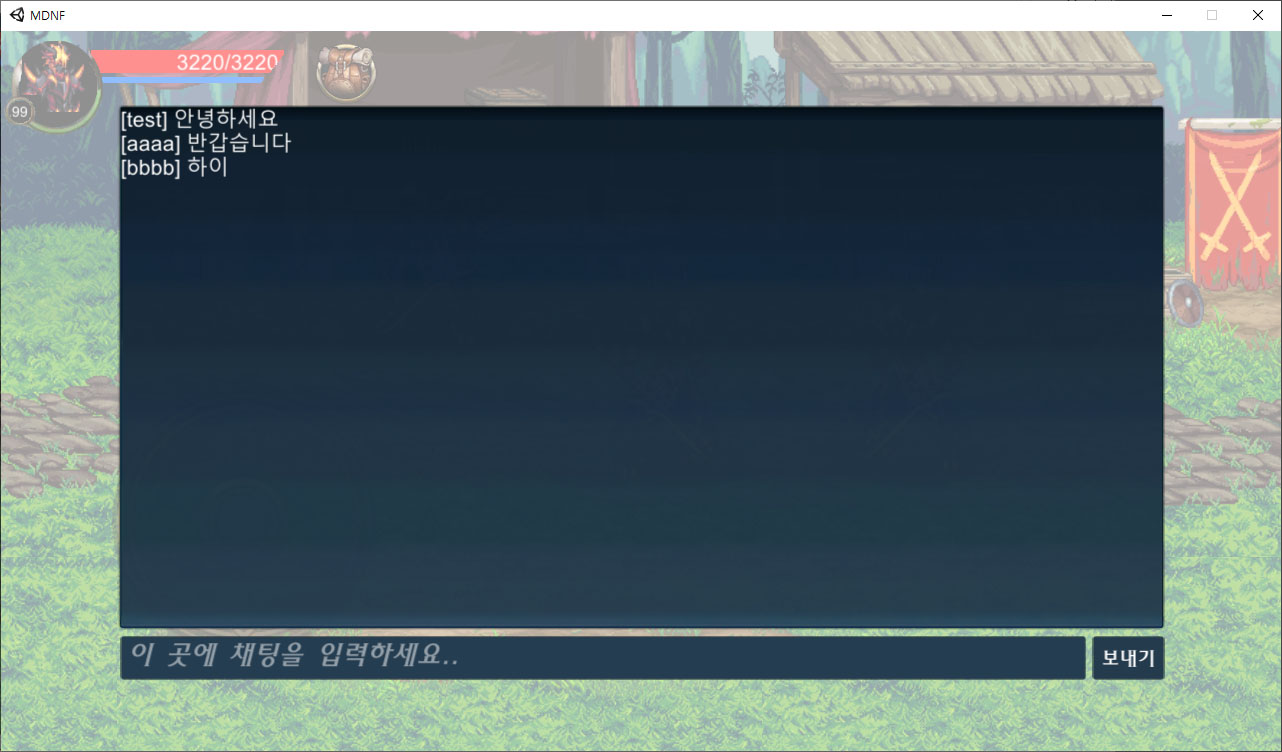 MDNF
3220/3220
99
[test] 안녕하세요
[aaaa] 반갑습니다
[bbbb] 하이
이 곳에 채팅을 입력하세요..
보내기